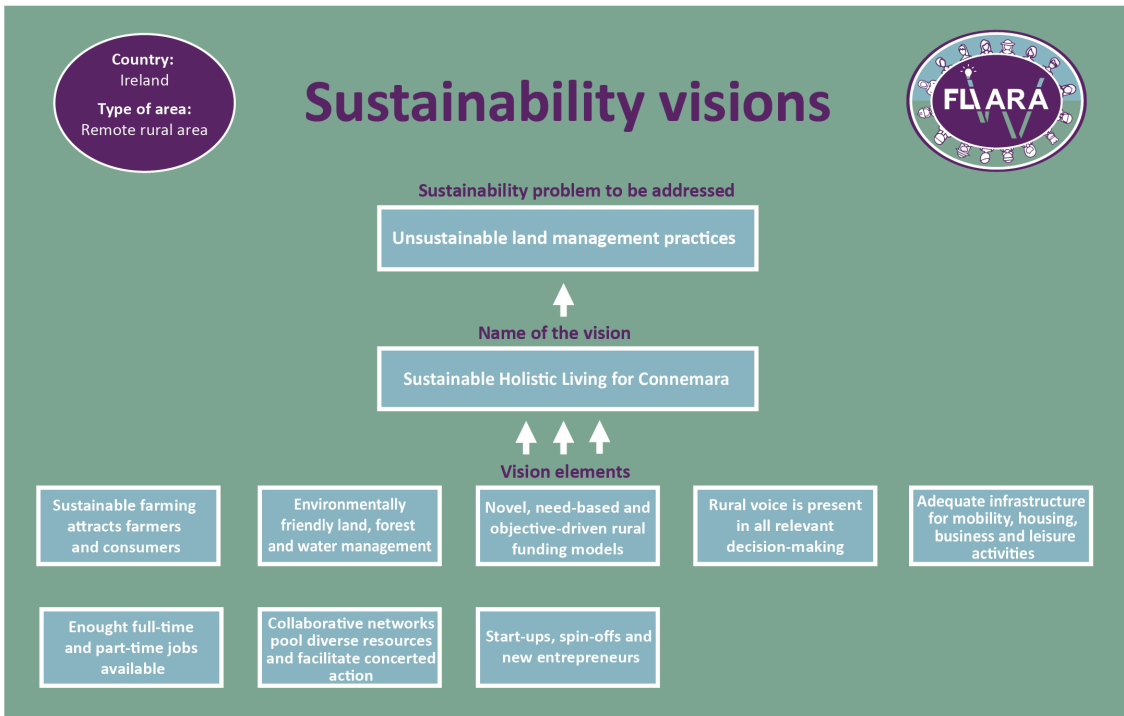 Country:
Ireland
Type of area:
Remote rural area
Sustainability visions
FLIARA
Sustainability problem to be addressed
Unsustainable land management practices
Name of the vision
Sustainable Holistic Living for Connemara
Vision elements
Sustainable farming
attracts farmers
and consumers
Environmentally
friendly land, forest
and water management
Novel, need-based and
objective-driven rural
funding models
Rural voice is present
in all relevant
decision-making
Adequate infrastructure
for mobility, housing,
business and leisure
activities
Enought full-time
and part-time jobs
available
Collaborative networks
pool diverse resources
and facilitate concerted
action
Start-ups, spin-offs and
new entrepreneurs